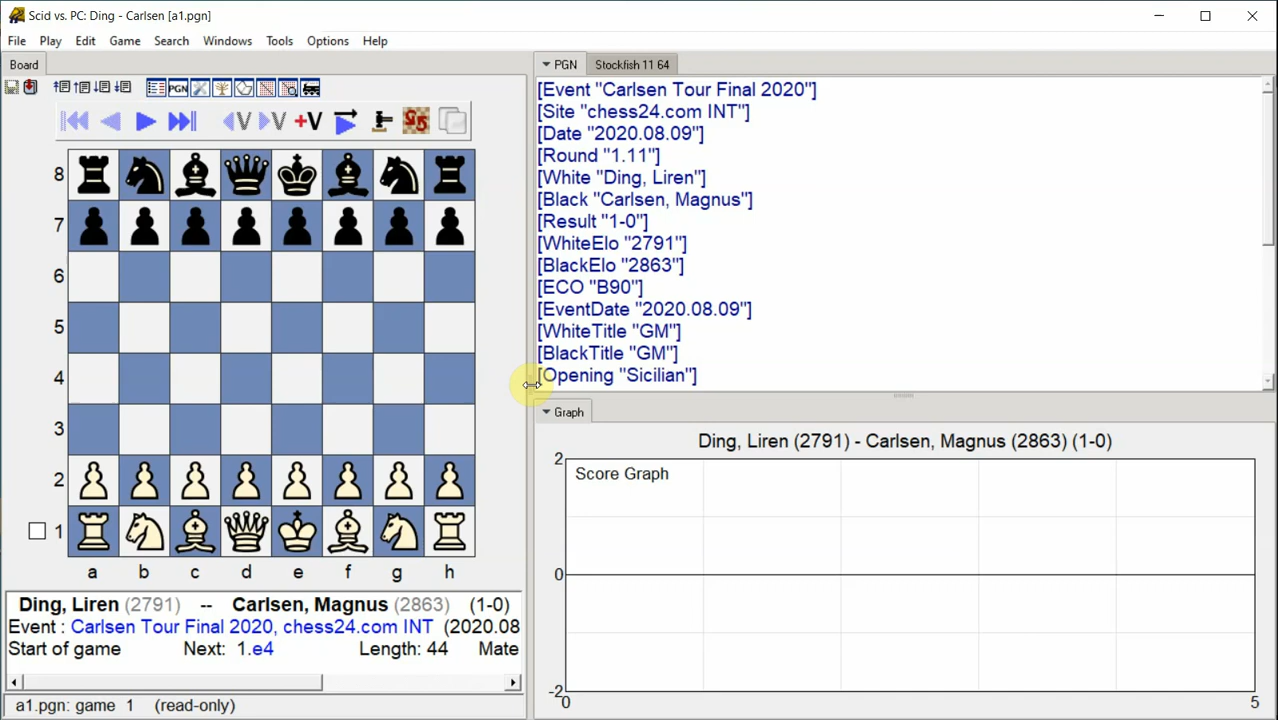 Scid vs. PC: Ding - Carlsen [a1.pgn]
File Play Edit Game Search Windows Tools Options Help
Board
PGN
V V +V
8
7
6
5
4
3
2
1
a b c d e f g h
Ding, Liren (2791) -- Carlsen, Magnus (2863) (1-0)
Event : Carlsen Tour Final 2020, chess24.com INT (2020.08
Start of game Next: 1.e4 Length: 44 Mate
a1.pgn: game 1 (read-only)
PGN Stockfish 11 64
[Event "Carlsen Tour Final 2020"]
[Site "chess24.com INT"]
[Date "2020.08.09"]
[Round "1.11"]
[White "Ding, Liren"]
[Black "Carlsen, Magnus"]
[Result "1-0"]
[WhiteElo "2791"]
[BlackElo "2863"]
[ECO "B90"]
[EventDate "2020.08.09"]
[WhiteTitle "GM"]
[BlackTitle "GM"]
[Opening "Sicilian"]
Graph
Ding, Liren (2791) - Carlsen, Magnus (2863) (1-0)
2
Score Graph
0
-2
0 5